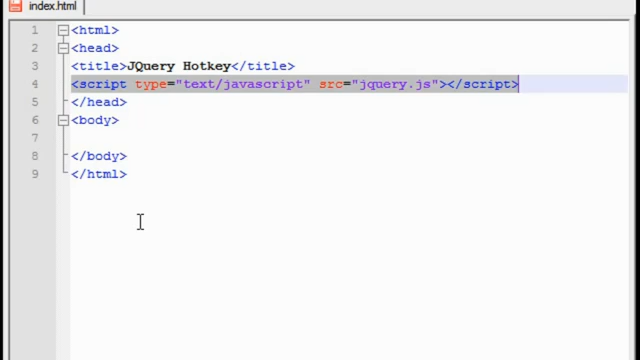 index.html
1 <html>
2 <head>
3 <title>JQuery Hotkey</title>
4 <script type="text/javascript" src="jquery.js"></script>
5 </head>
6 <body>
7
8 </body>
9 </html>